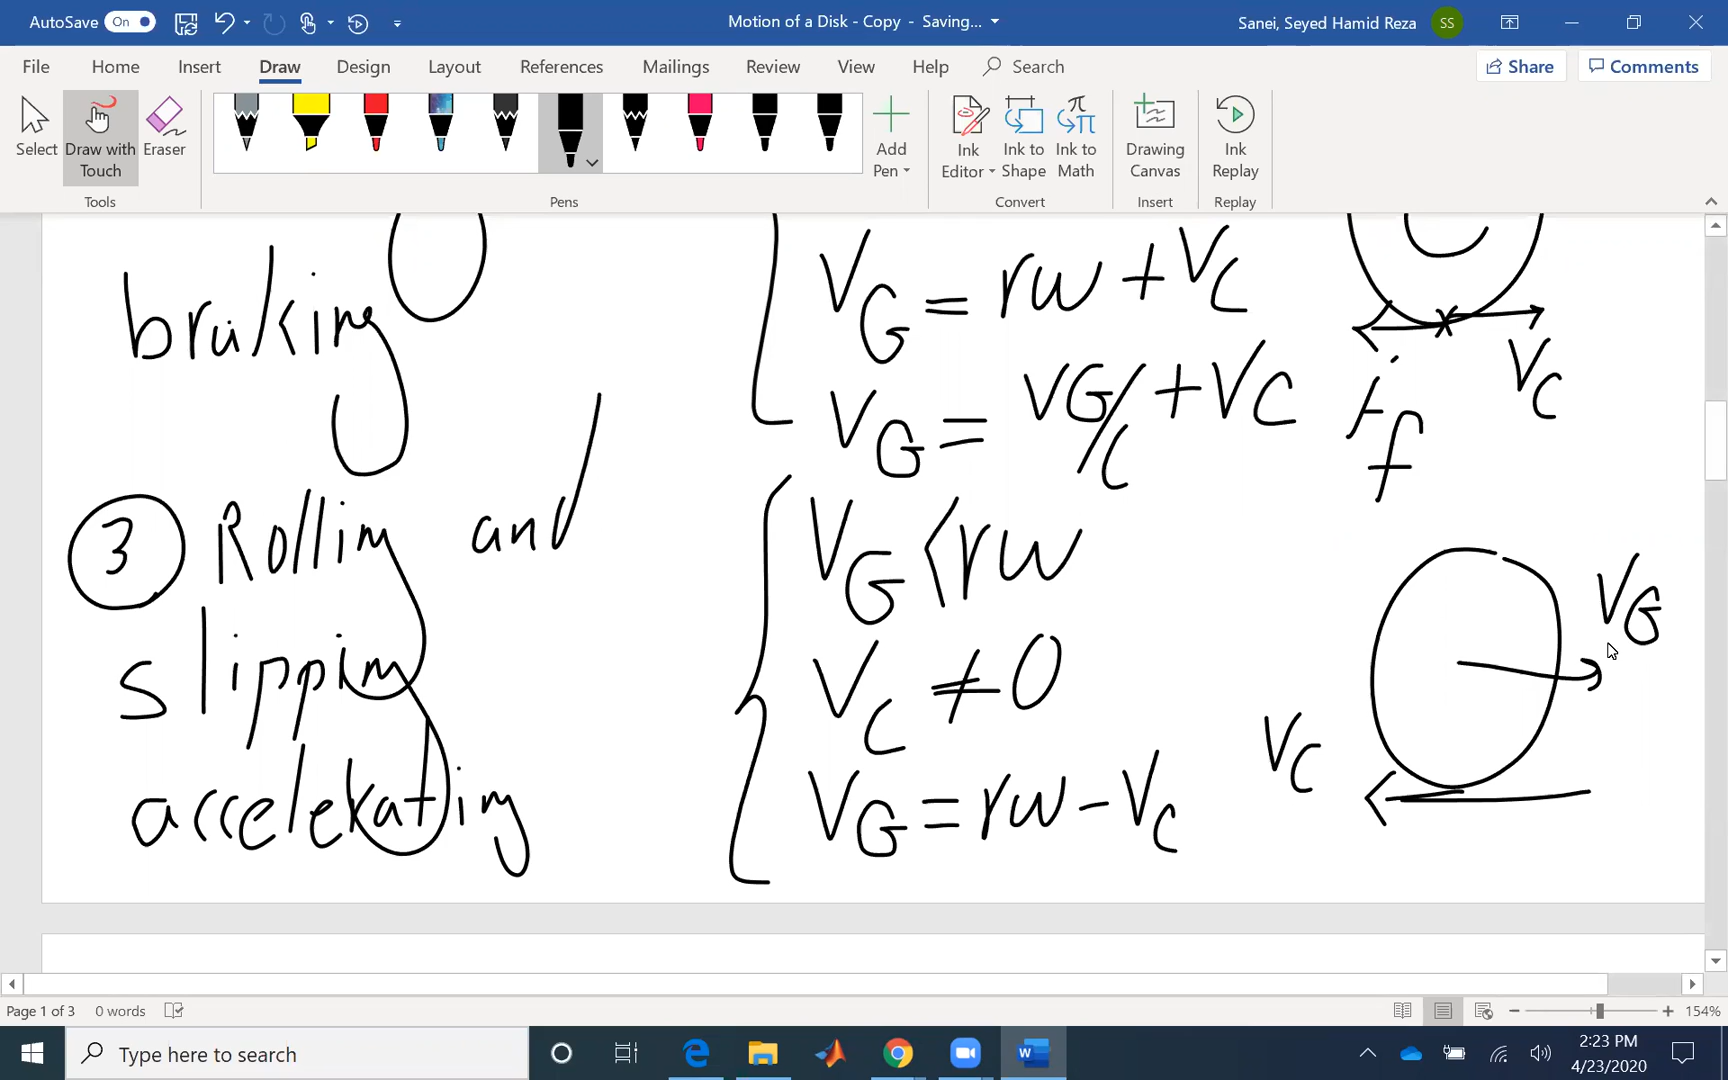 AutoSave On
Motion of a Disk - Copy - Saving...
Sanei, Seyed Hamid Reza SS
File Home Insert Draw Design Layout References Mailings Review View Help Search Share Comments
Select
Draw with Touch
Eraser
Add Pen
Ink Editor
Ink to Shape
Ink to Math
Drawing Canvas
Ink Replay
Tools Pens Convert Insert Replay
braking
VG = rw + VC
VG = VG/C + VC
VC
f
3 Rolling and
slipping
accelerating
VG < rw
VC ≠ 0
VG = rw - VC
VG
VC
Page 1 of 3 0 words 154%
Type here to search
2:23 PM
4/23/2020